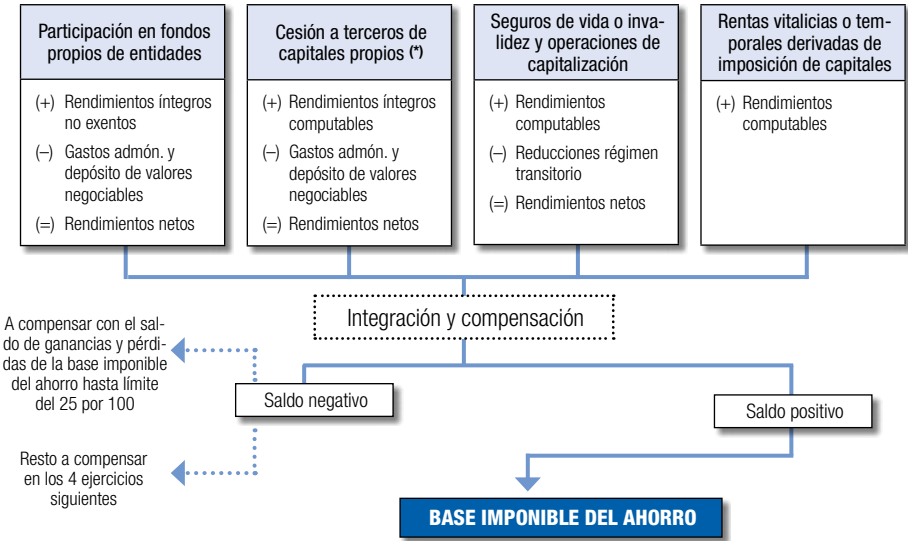 Participación en fondos
propios de entidades
(+) Rendimientos íntegros
no exentos
(–) Gastos admón. y
depósito de valores
negociables
(=) Rendimientos netos
Cesión a terceros de
capitales propios (*)
(+) Rendimientos íntegros
computables
(–) Gastos admón. y
depósito de valores
negociables
(=) Rendimientos netos
Seguros de vida o inva-
lidez y operaciones de
capitalización
(+) Rendimientos
computables
(–) Reducciones régimen
transitorio
(=) Rendimientos netos
Rentas vitalicias o tem-
porales derivadas de
imposición de capitales
(+) Rendimientos
computables
Integración y compensación
A compensar con el sal-
do de ganancias y pérdi-
das de la base imponible
del ahorro hasta límite
del 25 por 100
Saldo negativo
Saldo positivo
Resto a compensar
en los 4 ejercicios
siguientes
BASE IMPONIBLE DEL AHORRO